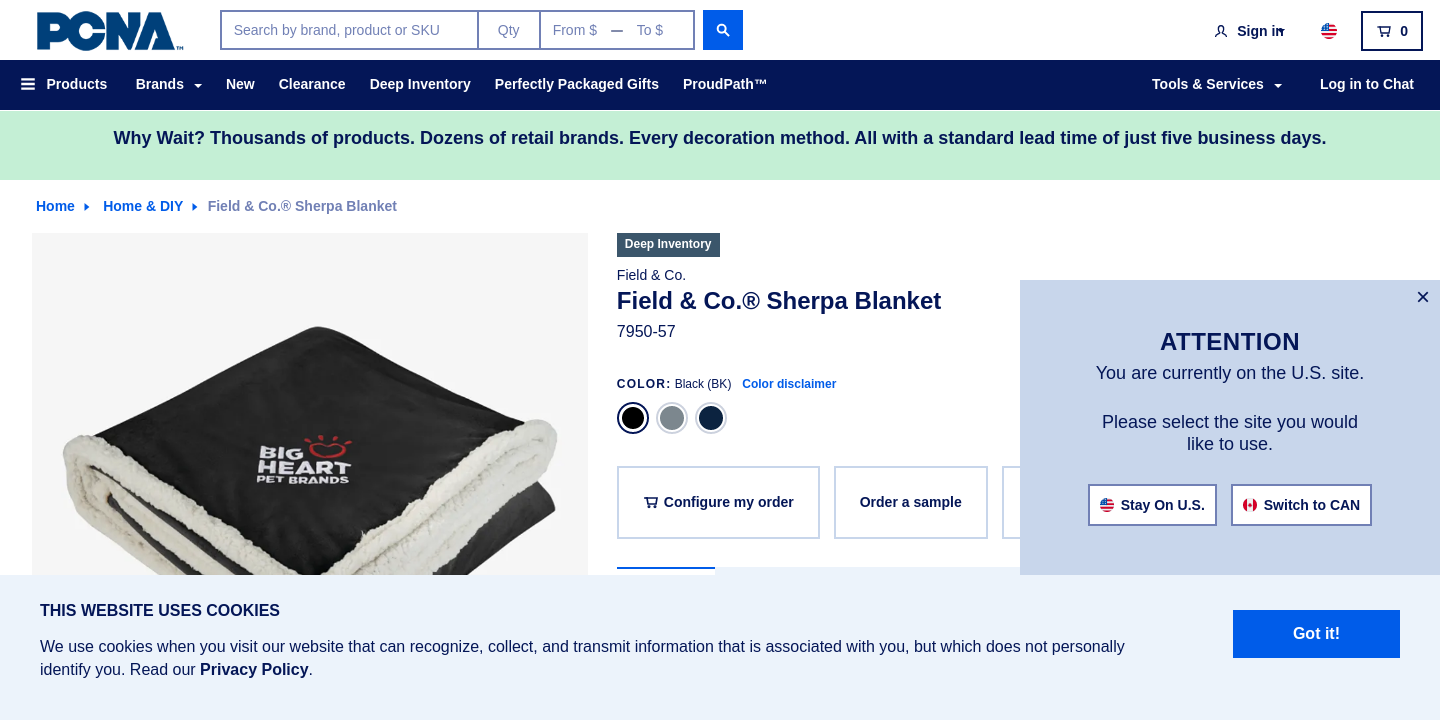 PCNA™
Search by brand, product or SKU
Qty
From $ — To $
Sign in
0
Products
Brands
New
Clearance
Deep Inventory
Perfectly Packaged Gifts
ProudPath™
Tools & Services
Log in to Chat
Why Wait? Thousands of products. Dozens of retail brands. Every decoration method. All with a standard lead time of just five business days.
Home
Home & DIY
Field & Co.® Sherpa Blanket
Deep Inventory
Field & Co.
Field & Co.® Sherpa Blanket
7950-57
COLOR: Black (BK) Color disclaimer
BIG
HEART
PET BRANDS
Configure my order
Order a sample
×
ATTENTION
You are currently on the U.S. site.
Please select the site you would
like to use.
Stay On U.S.
Switch to CAN
THIS WEBSITE USES COOKIES
We use cookies when you visit our website that can recognize, collect, and transmit information that is associated with you, but which does not personally
identify you. Read our Privacy Policy.
Got it!